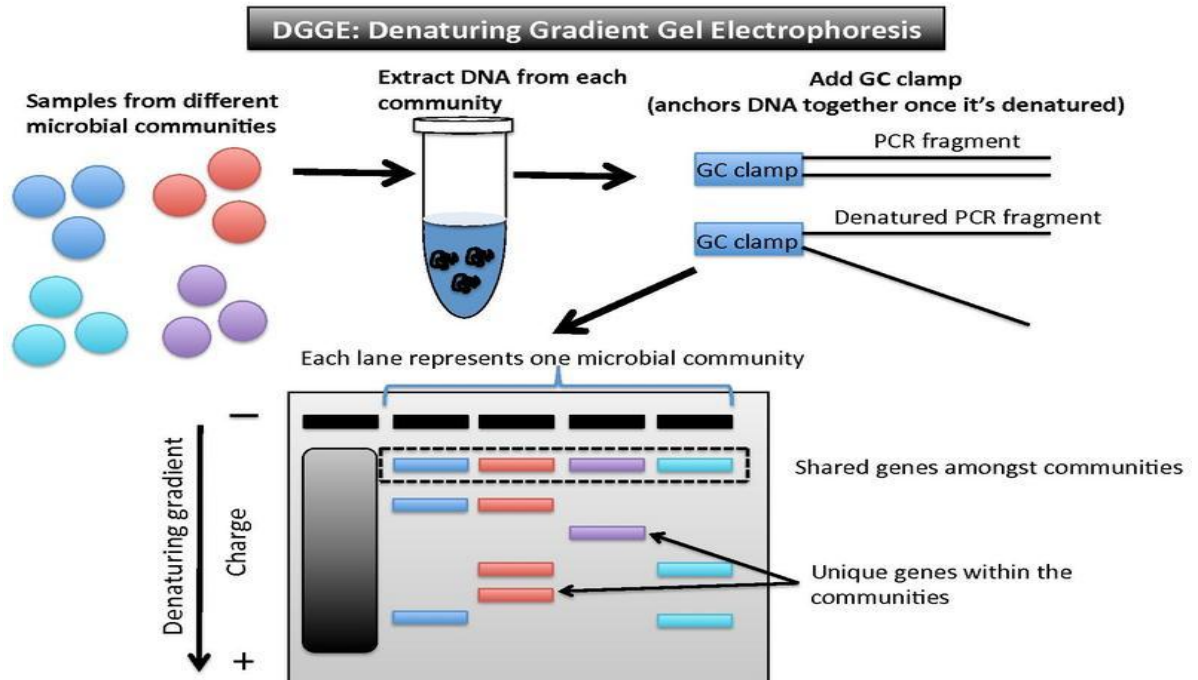 DGGE: Denaturing Gradient Gel Electrophoresis
Samples from different
microbial communities
Extract DNA from each
community
Add GC clamp
(anchors DNA together once it's denatured)
PCR fragment
GC clamp
Denatured PCR fragment
GC clamp
Each lane represents one microbial community
−
Shared genes amongst communities
Denaturing gradient
Charge
Unique genes within the
communities
+